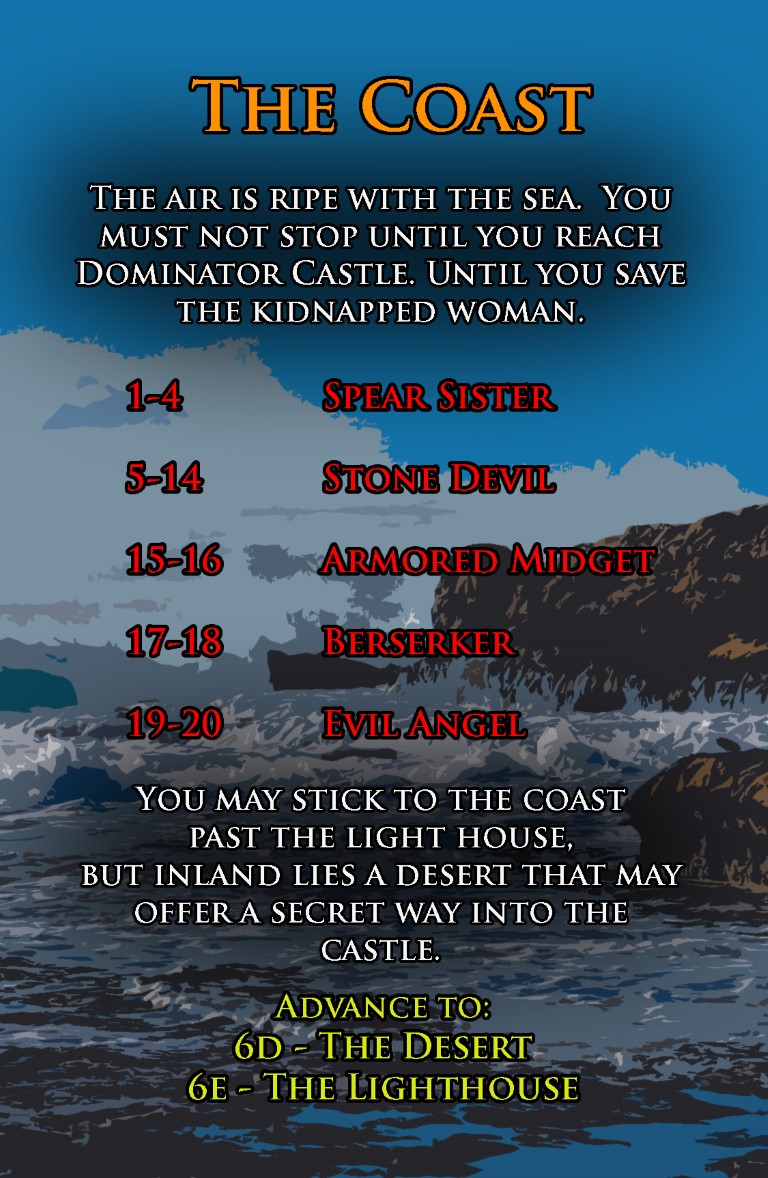 The Coast
The air is ripe with the sea.  You
must not stop until you reach
Dominator Castle. Until you save
the kidnapped woman.
1-4 Spear Sister
5-14 Stone Devil
15-16 Armored Midget
17-18 Berserker
19-20 Evil Angel
You may stick to the coast
past the light house,
but inland lies a desert that may
offer a secret way into the
castle.
Advance to:
6d - The Desert
6e - The Lighthouse